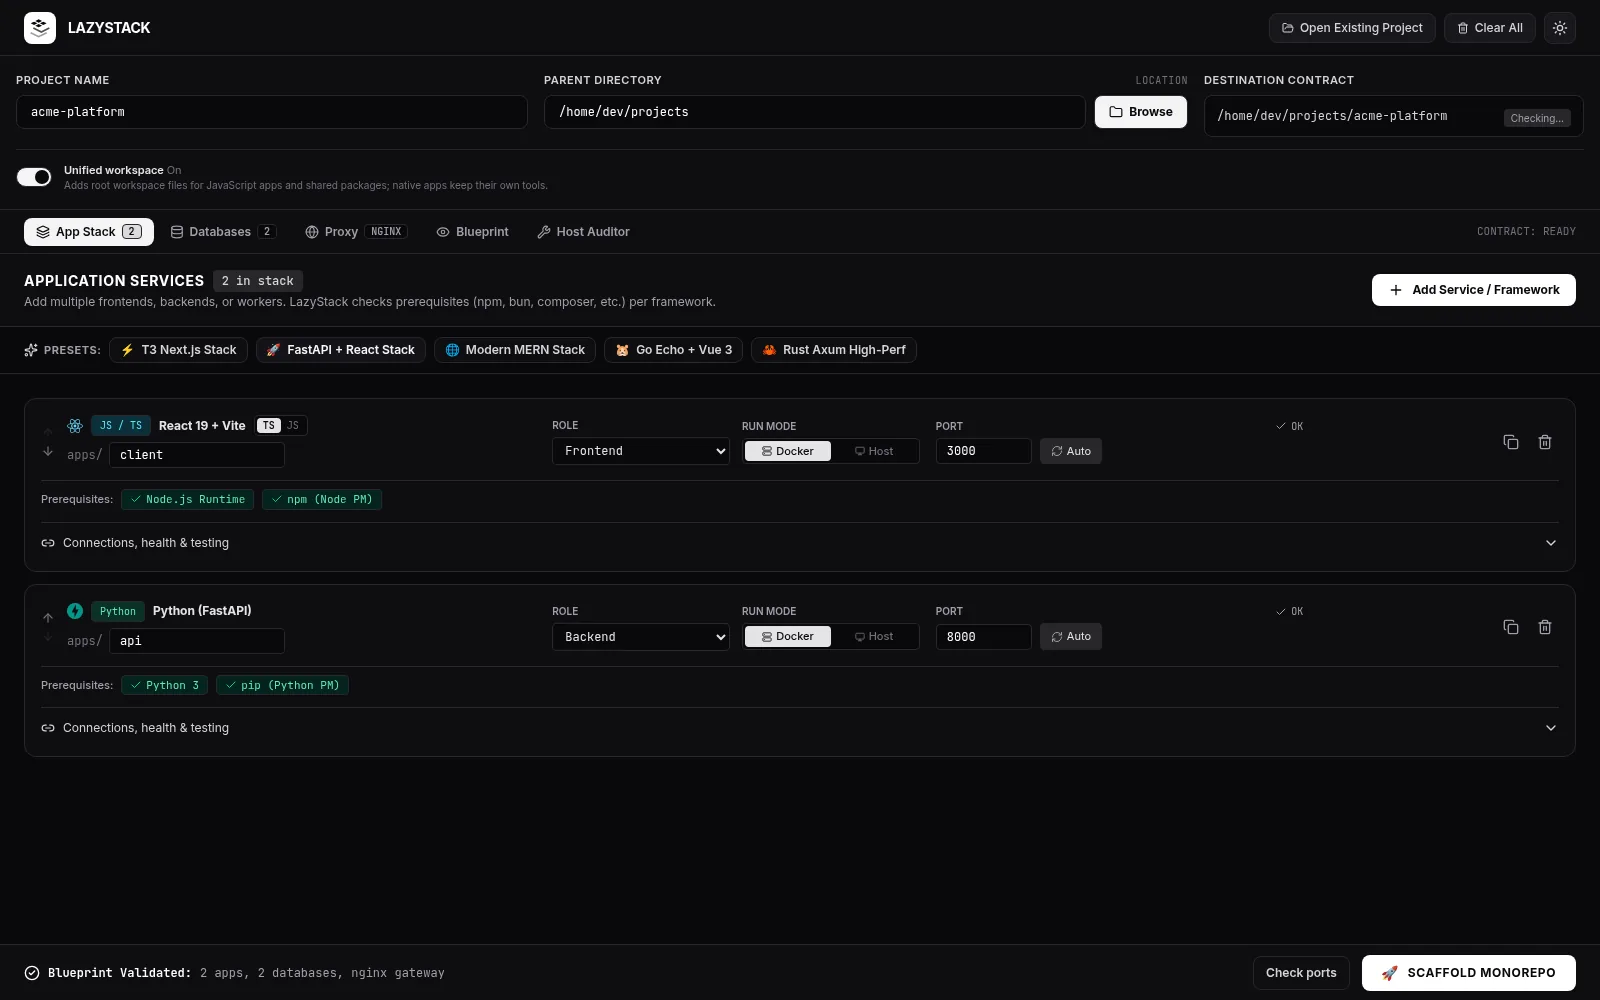 LAZYSTACK
Open Existing Project
Clear All
PROJECT NAME
acme-platform
PARENT DIRECTORY
LOCATION
/home/dev/projects
Browse
DESTINATION CONTRACT
/home/dev/projects/acme-platform
Checking...
Unified workspace On
Adds root workspace files for JavaScript apps and shared packages; native apps keep their own tools.
App Stack 2
Databases 2
Proxy NGINX
Blueprint
Host Auditor
CONTRACT: READY
APPLICATION SERVICES 2 in stack
Add multiple frontends, backends, or workers. LazyStack checks prerequisites (npm, bun, composer, etc.) per framework.
Add Service / Framework
PRESETS:
T3 Next.js Stack
FastAPI + React Stack
Modern MERN Stack
Go Echo + Vue 3
Rust Axum High-Perf
JS / TS React 19 + Vite TS JS
apps/ client
ROLE
Frontend
RUN MODE
Docker Host
PORT
3000 Auto
OK
Prerequisites: Node.js Runtime npm (Node PM)
Connections, health & testing
Python Python (FastAPI)
apps/ api
ROLE
Backend
RUN MODE
Docker Host
PORT
8000 Auto
OK
Prerequisites: Python 3 pip (Python PM)
Connections, health & testing
Blueprint Validated: 2 apps, 2 databases, nginx gateway
Check ports
SCAFFOLD MONOREPO